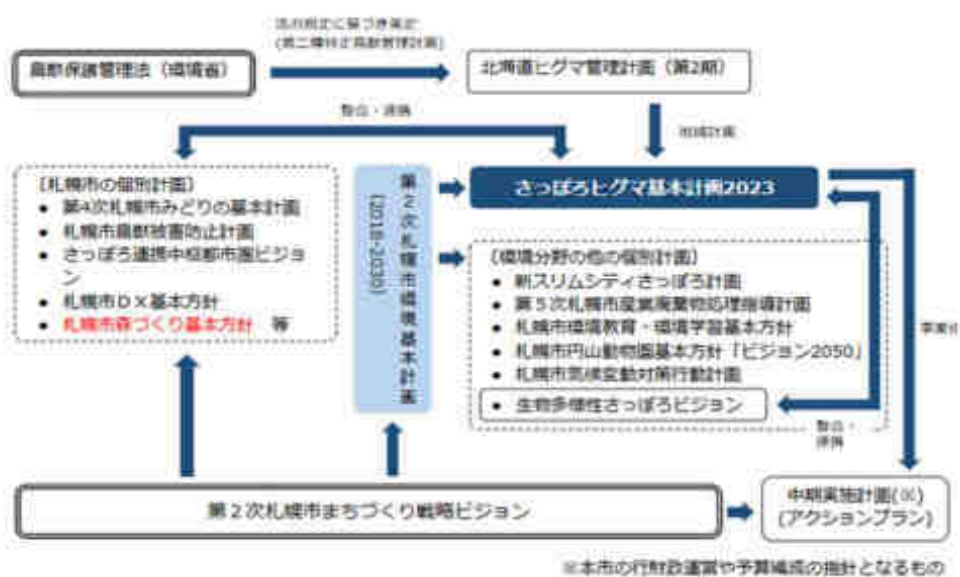 法の規定に基づき策定
(第二種特定鳥獣管理計画)
鳥獣保護管理法（環境省）
北海道ヒグマ管理計画（第2期）
整合・連携
地域計画
［札幌市の個別計画］
● 第4次札幌市みどりの基本計画
● 札幌市鳥獣被害防止計画
● さっぽろ連携中枢都市圏ビジョ
ン
● 札幌市DX基本方針
● 札幌市森づくり基本方針　等
第2次札幌市環境基本計画
(2018-2030)
さっぽろヒグマ基本計画2023
［環境分野の他の個別計画］
● 新スリムシティさっぽろ計画
● 第5次札幌市産業廃棄物処理指導計画
● 札幌市環境教育・環境学習基本方針
● 札幌市円山動物園基本方針「ビジョン2050」
● 札幌市気候変動対策行動計画
● 生物多様性さっぽろビジョン
整合・
連携
第２次札幌市まちづくり戦略ビジョン
中期実施計画(※)
(アクションプラン)
※本市の行財政運営や予算編成の指針となるもの